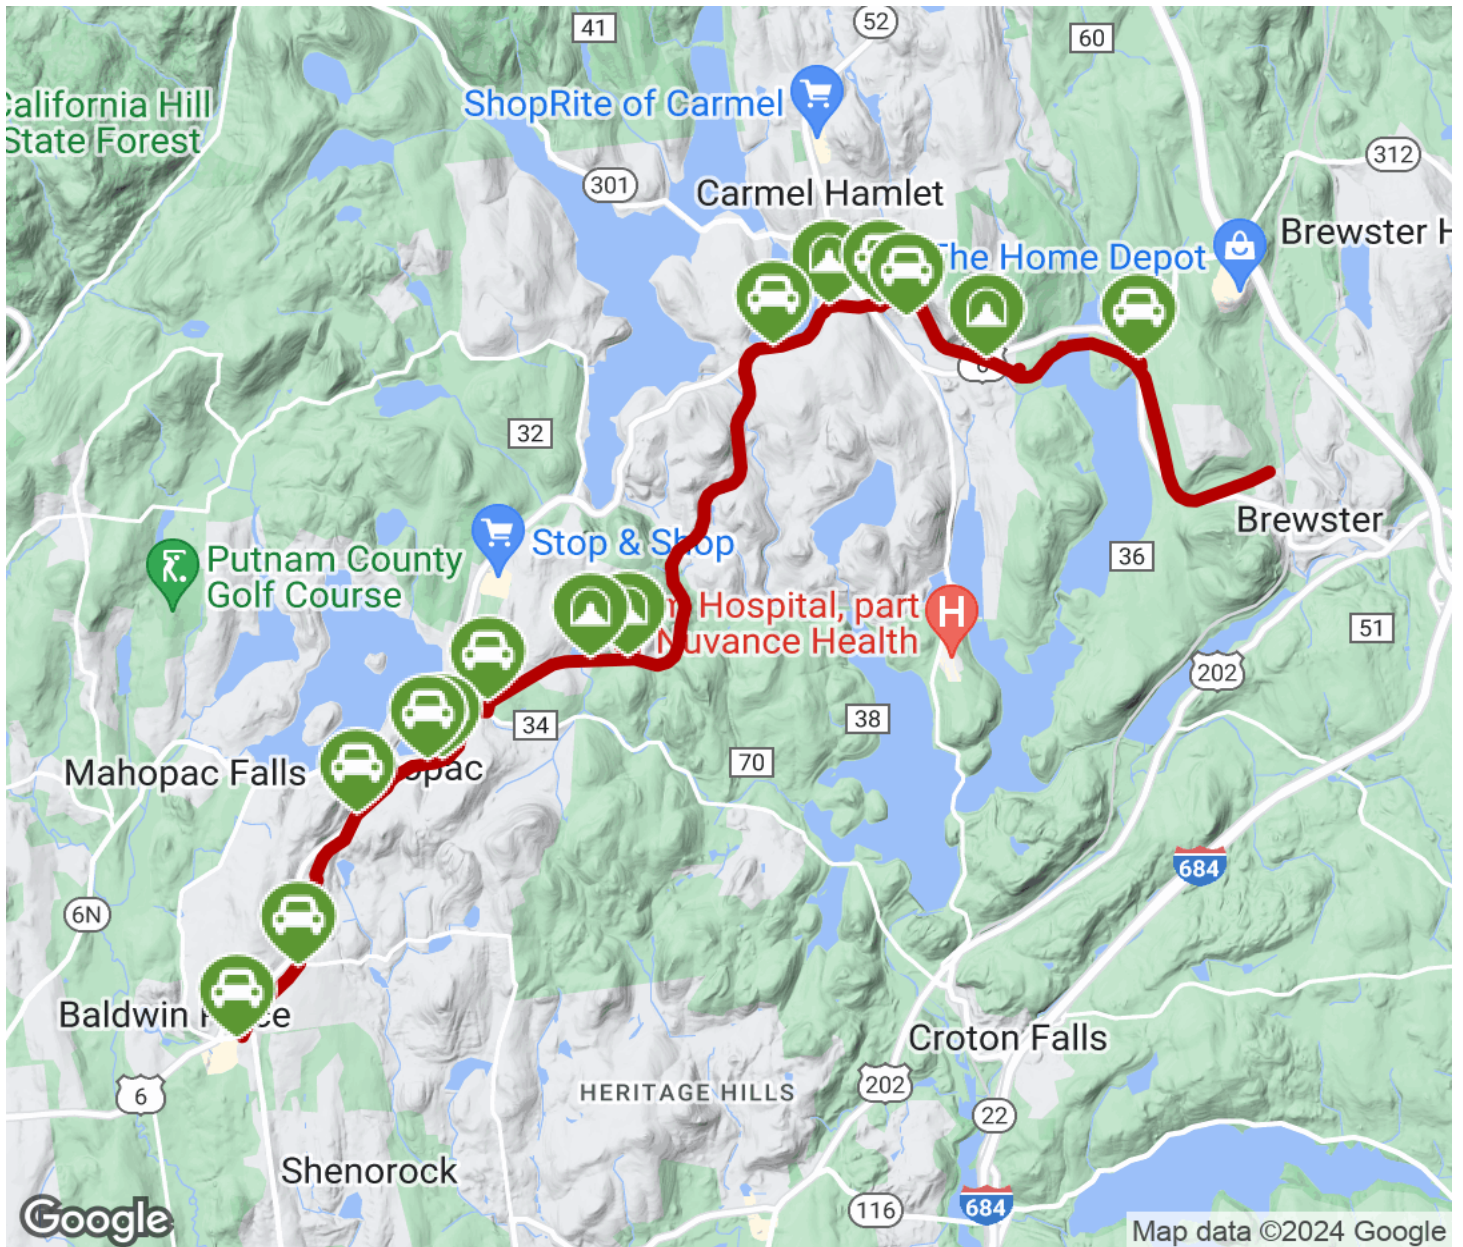 41
52
60
California Hill
State Forest
ShopRite of Carmel
312
301
Carmel Hamlet
Brewster H
The Home Depot
6
32
Stop & Shop
Brewster
Putnam County
Golf Course
36
Hospital, part
Nuvance Health
51
202
34
38
70
Mahopac Falls
opac
684
6N
Baldwin
Croton Falls
6
HERITAGE HILLS
202
22
Shenorock
116
684
Google
Map data ©2024 Google